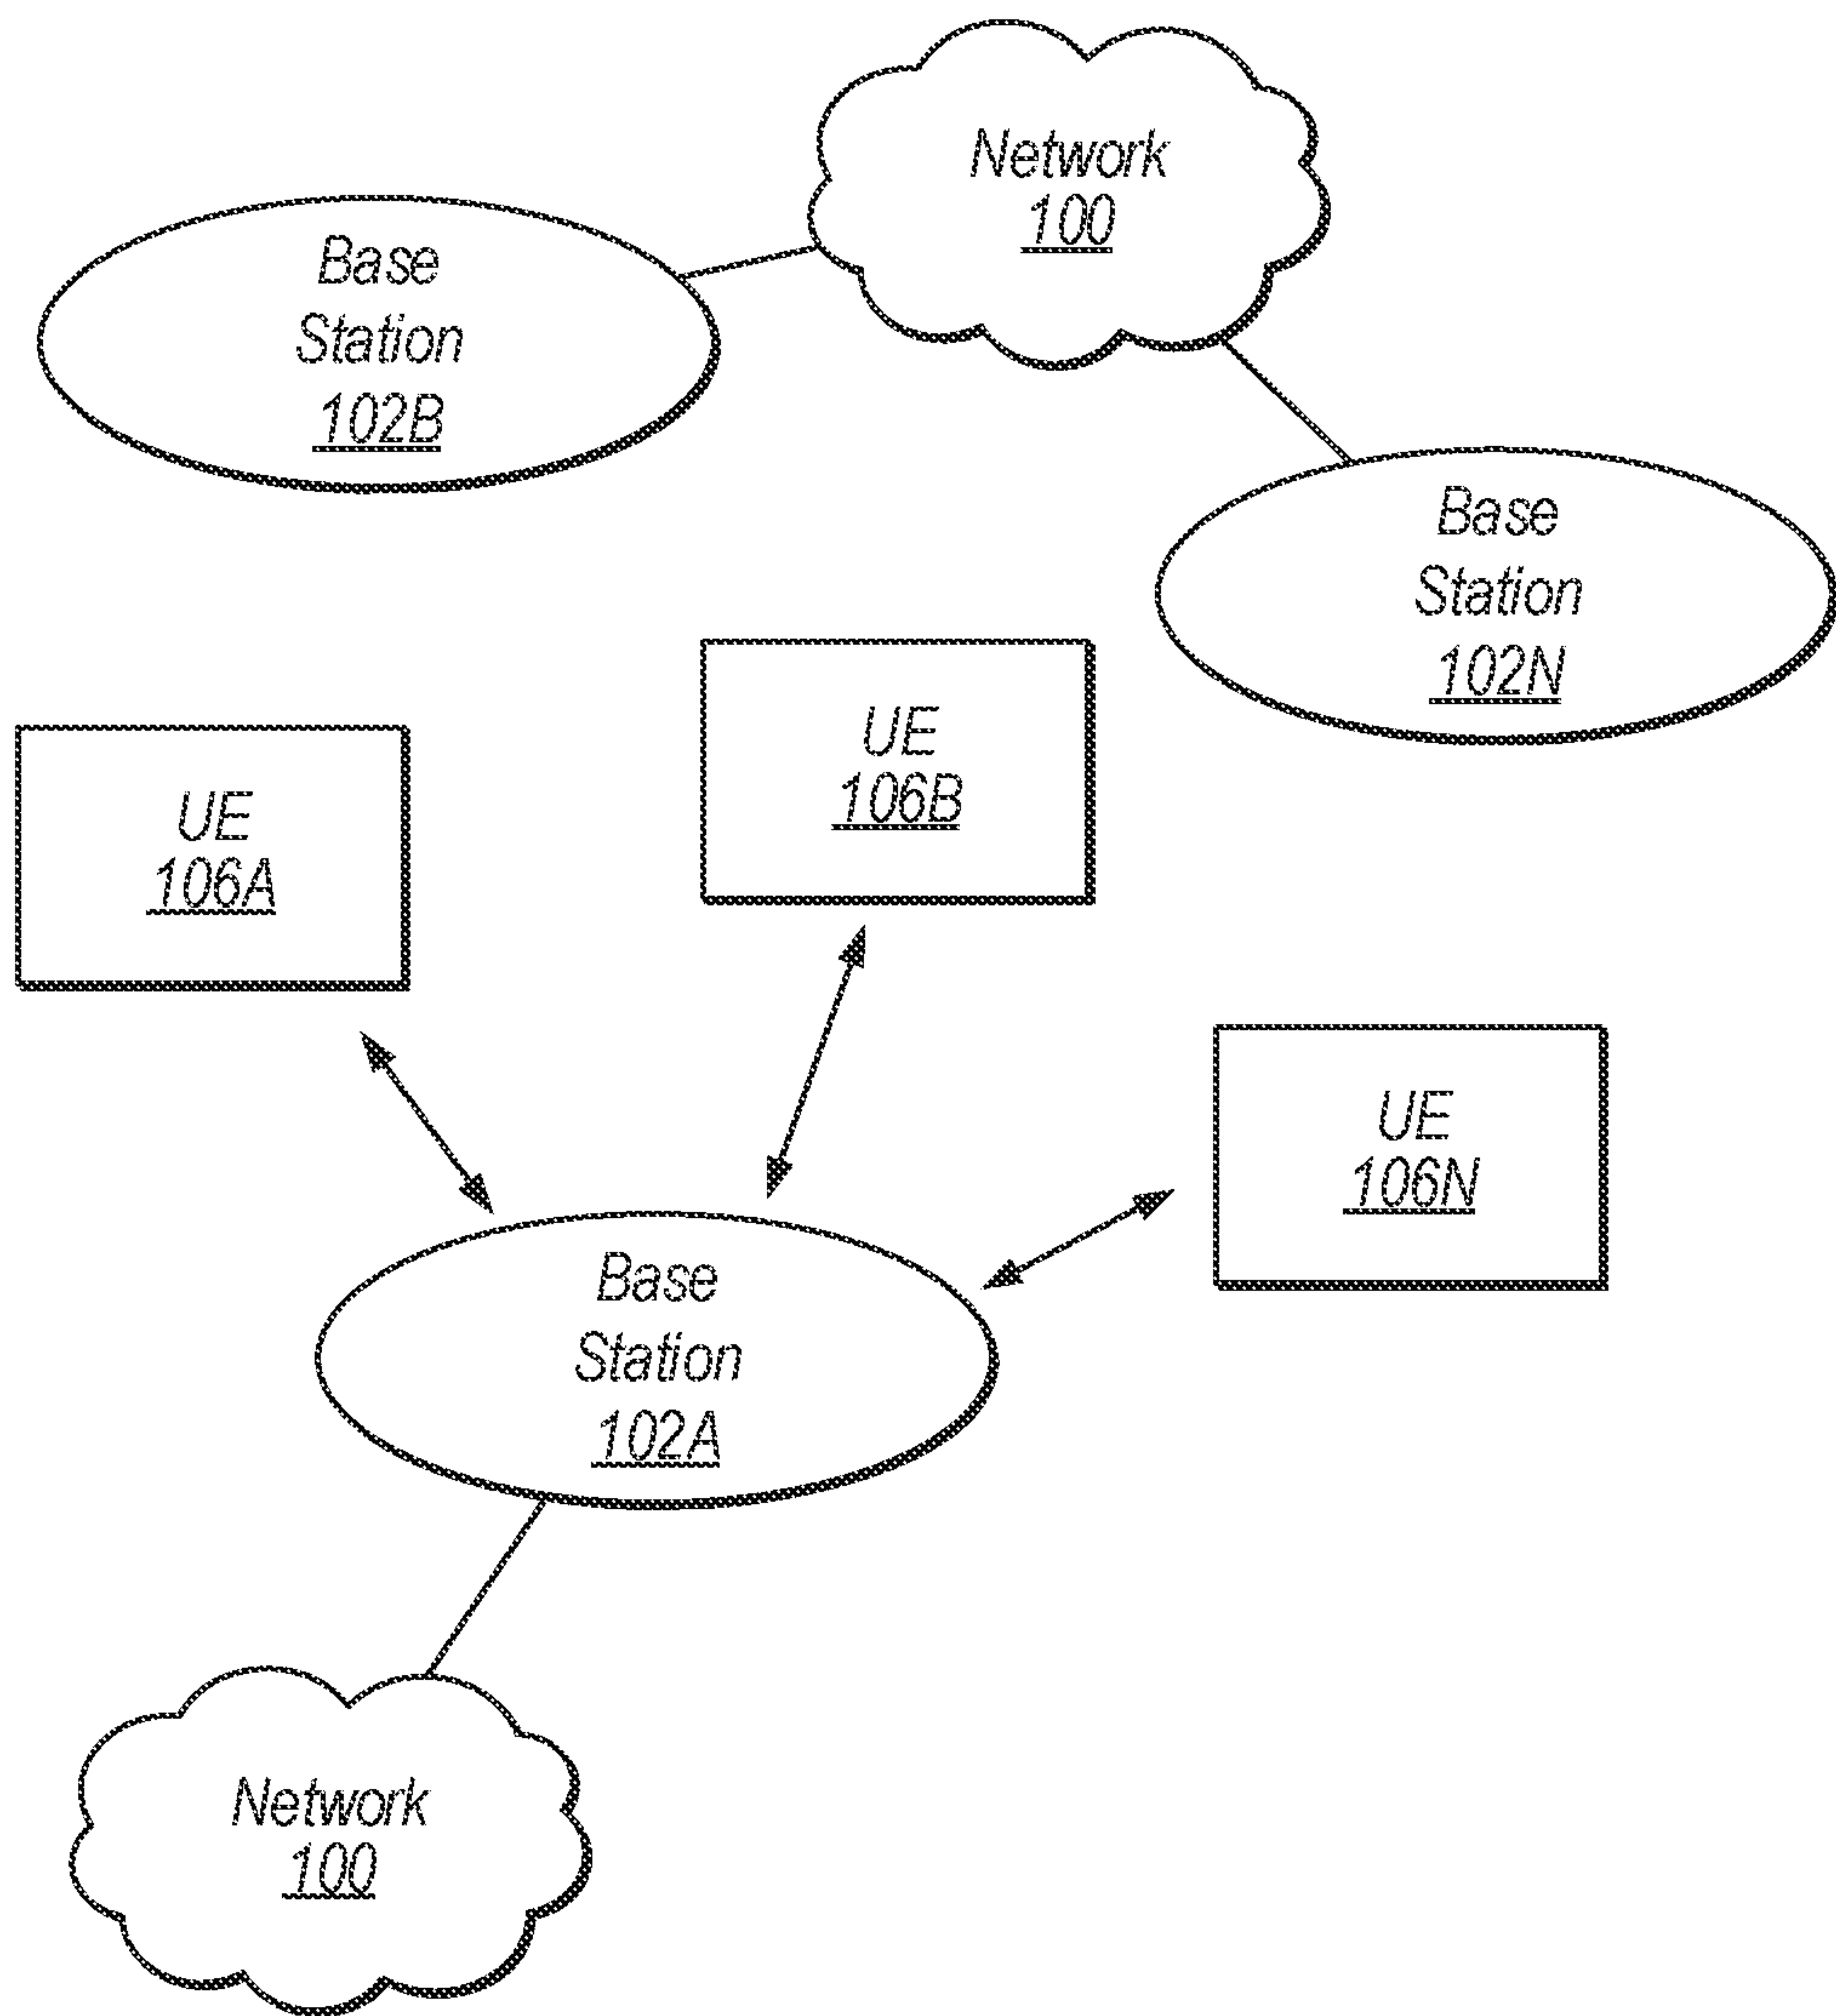 Network
100
Base
Station
102B
Base
Station
102N
UE
106B
UE
106A
UE
106N
Base
Station
102A
Network
100